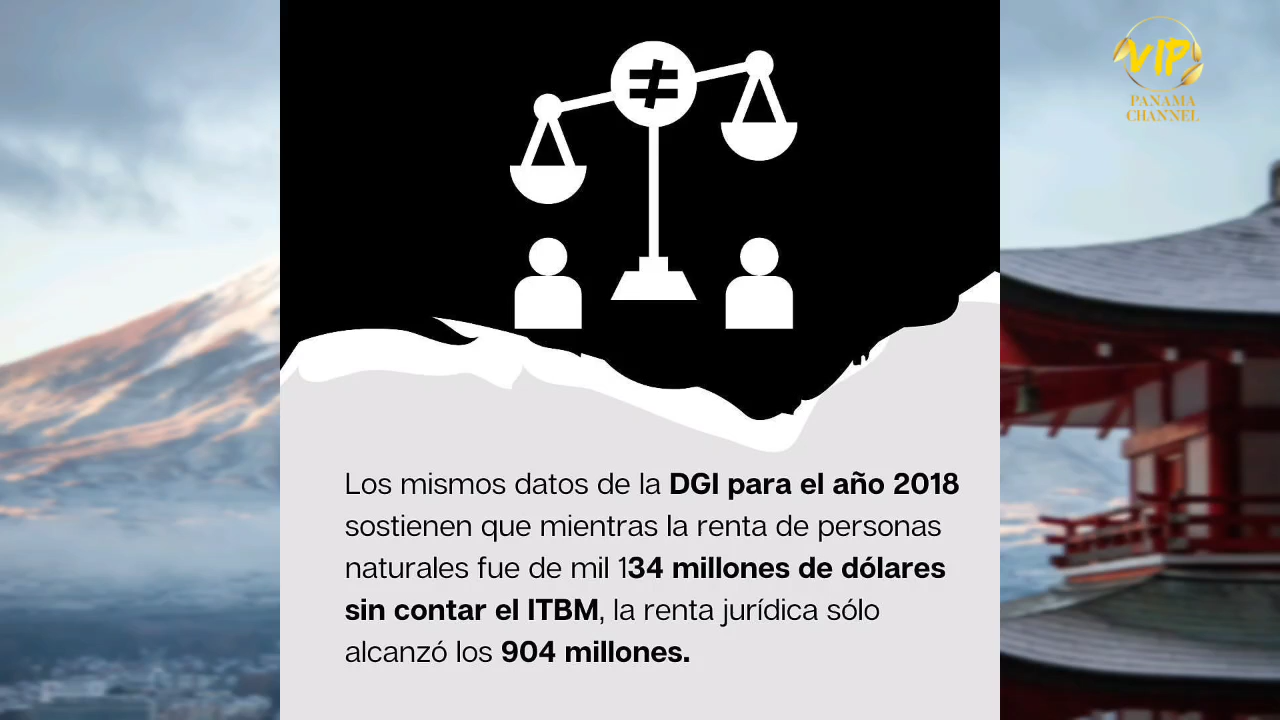 VIP
PANAMA
CHANNEL
≠
Los mismos datos de la DGI para el año 2018
sostienen que mientras la renta de personas
naturales fue de mil 134 millones de dólares
sin contar el ITBM, la renta jurídica sólo
alcanzó los 904 millones.